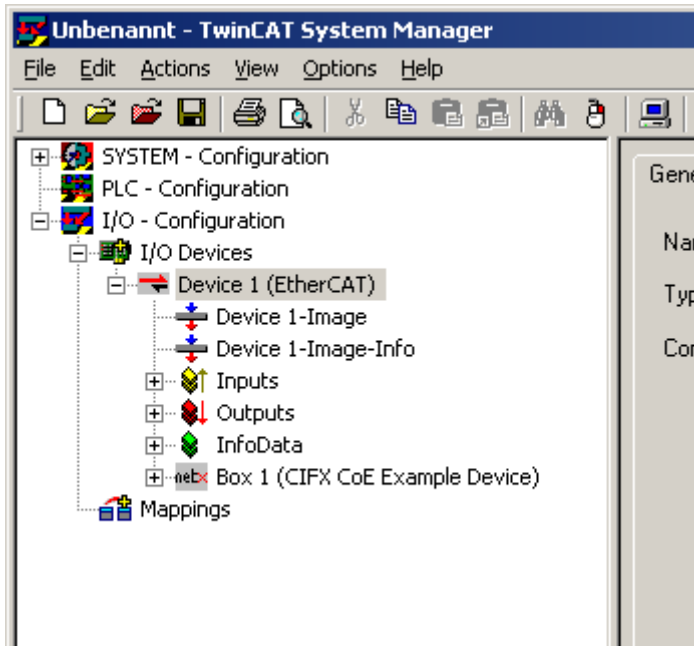 Unbenannt - TwinCAT System Manager
File Edit Actions View Options Help
SYSTEM - Configuration
PLC - Configuration
I/O - Configuration
I/O Devices
Device 1 (EtherCAT)
Device 1-Image
Device 1-Image-Info
Inputs
Outputs
InfoData
netx Box 1 (CIFX CoE Example Device)
Mappings
Gene
Nar
Typ
Cor